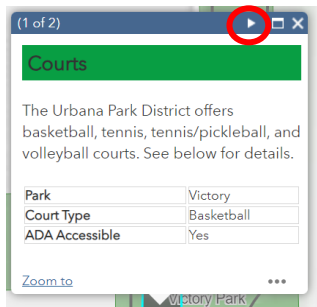 (1 of 2)
Courts
The Urbana Park District offers
basketball, tennis, tennis/pickleball, and
volleyball courts. See below for details.
Park Victory
Court Type Basketball
ADA Accessible Yes
Zoom to
Victory Park